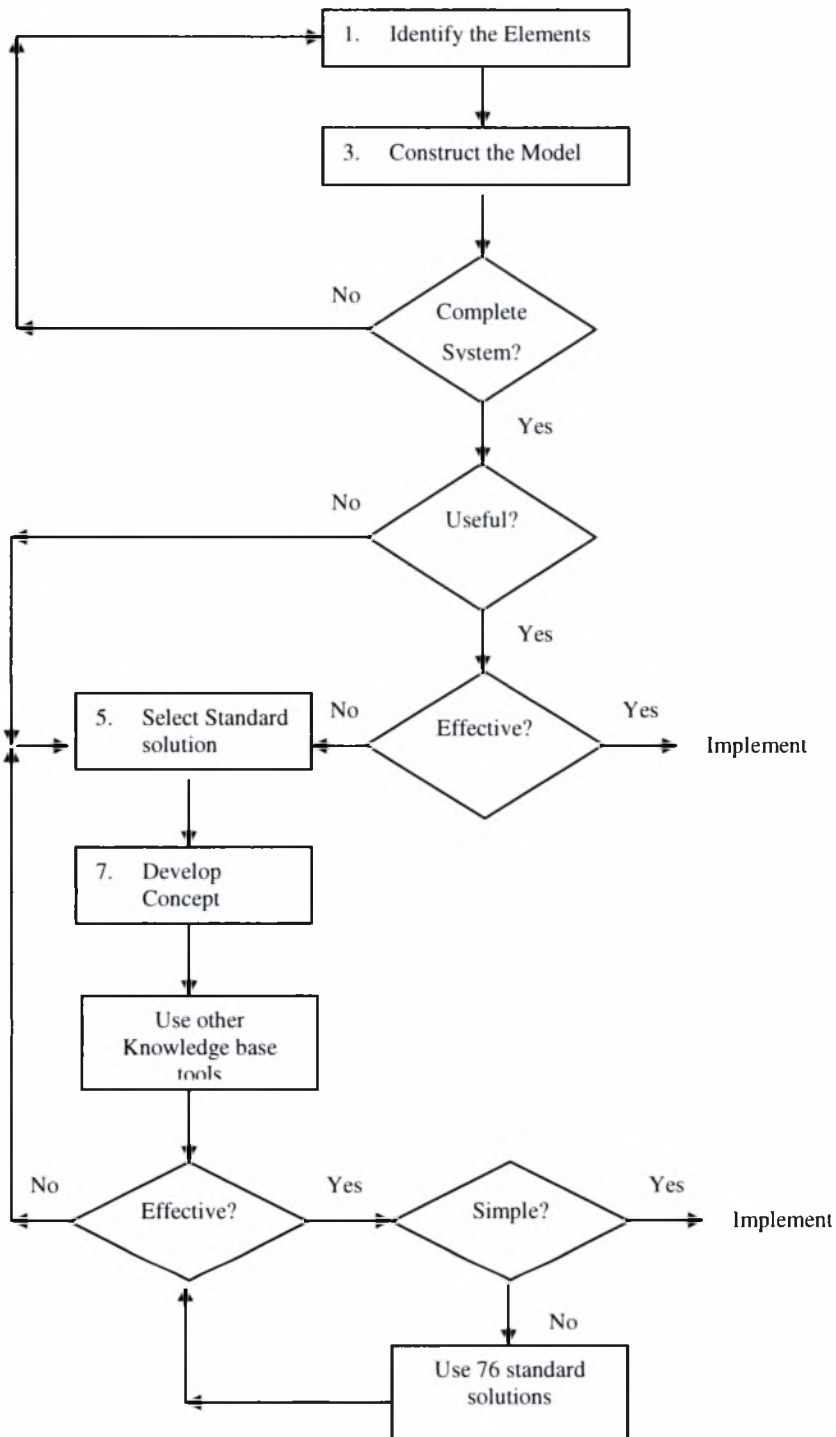 1. Identify the Elements
3. Construct the Model
No
Complete
System?
Yes
No
Useful?
Yes
5. Select Standard
solution
No
Effective?
Yes
Implement
7. Develop
Concept
Use other
Knowledge base
tools
No
Effective?
Yes
Simple?
Yes
Implement
No
Use 76 standard
solutions